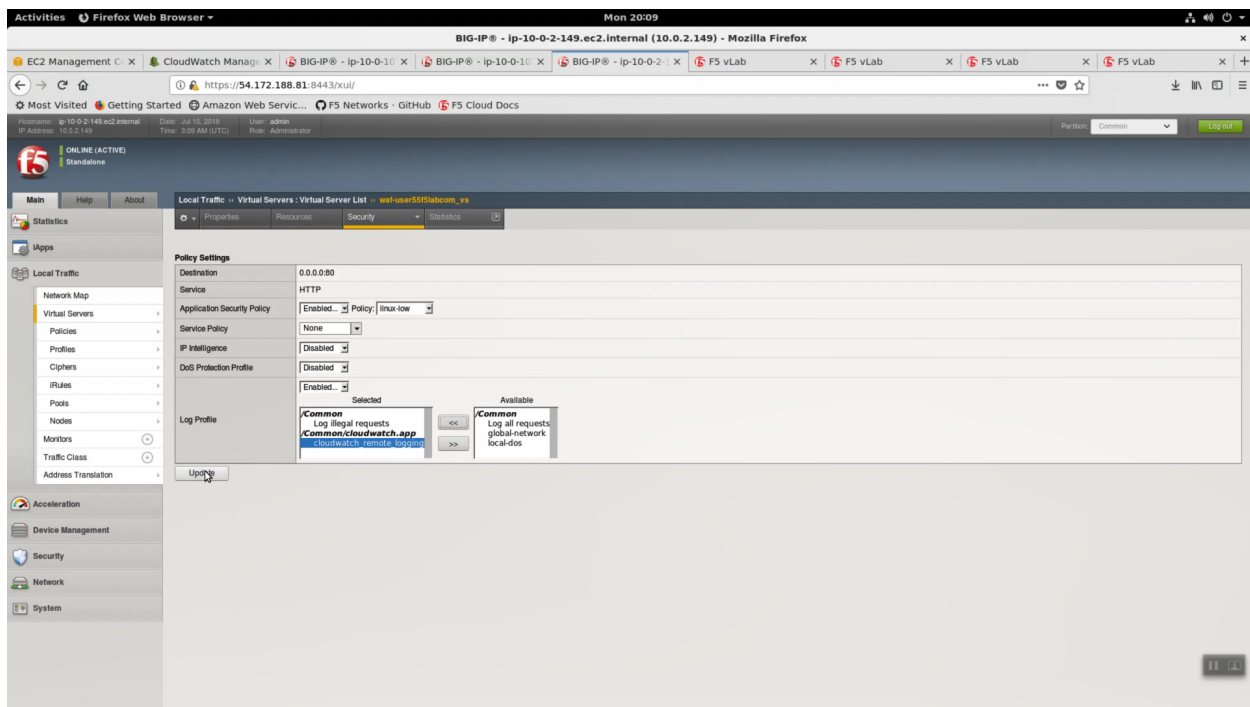 Activities Firefox Web Browser Mon 20:09
BIG-IP® - ip-10-0-2-149.ec2.internal (10.0.2.149) - Mozilla Firefox
EC2 Management C CloudWatch Manage BIG-IP® - ip-10-0-10 BIG-IP® - ip-10-0-10 BIG-IP® - ip-10-0-2-1 F5 vLab F5 vLab F5 vLab F5 vLab
https://54.172.188.81:8443/xui/
Most Visited Getting Started Amazon Web Servic... F5 Networks · GitHub F5 Cloud Docs
Hostname: ip-10-0-2-149.ec2.internal Date: Jul 10, 2018 User: admin
IP Address: 10.0.2.149 Time: 3:09 AM (UTC) Role: Administrator
Partition: Common Log out
f5
ONLINE (ACTIVE)
Standalone
Main Help About
Local Traffic ›› Virtual Servers : Virtual Server List ›› waf-user55f5labcom_vs
Properties Resources Security Statistics
Statistics
iApps
Local Traffic
Network Map
Virtual Servers
Policies
Profiles
Ciphers
iRules
Pools
Nodes
Monitors
Traffic Class
Address Translation
Acceleration
Device Management
Security
Network
System
Policy Settings
Destination 0.0.0.0:80
Service HTTP
Application Security Policy Enabled... Policy: linux-low
Service Policy None
IP Intelligence Disabled
DoS Protection Profile Disabled
Log Profile Enabled...
Selected Available
/Common
Log illegal requests
/Common/cloudwatch.app
cloudwatch_remote_logging
<<
>>
/Common
Log all requests
global-network
local-dos
Update